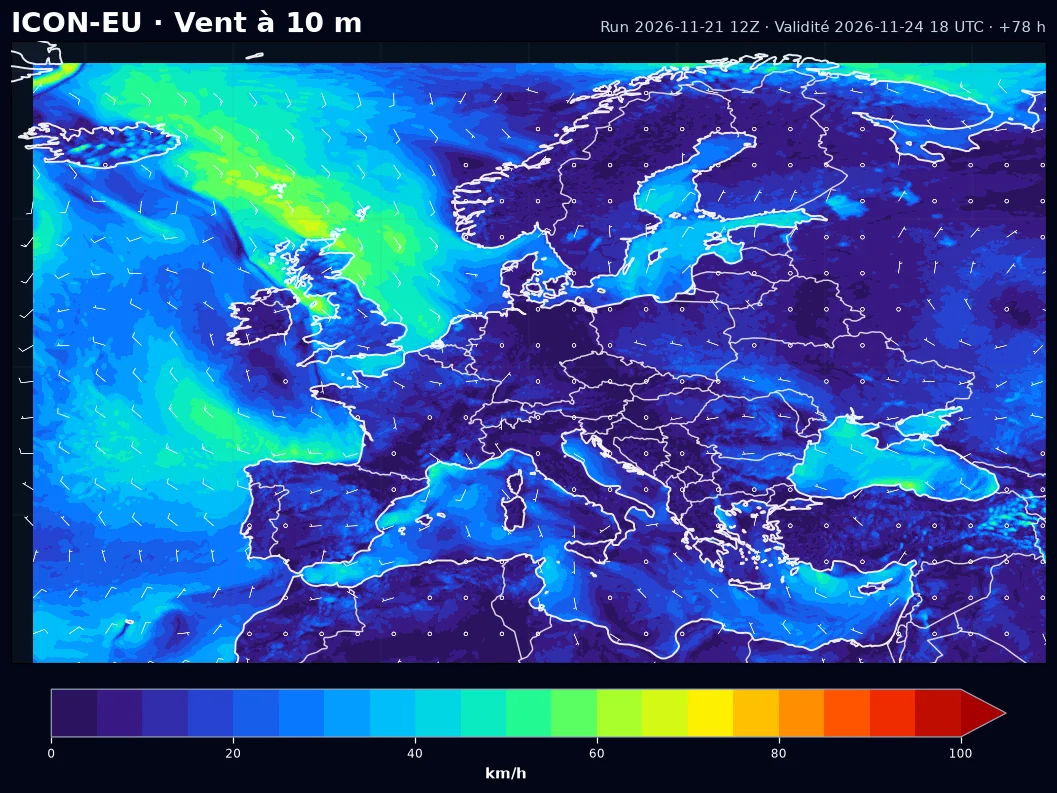 ICON-EU · Vent à 10 m
Run 2026-11-21 12Z · Validité 2026-11-24 18 UTC · +78 h
0 20 40 60 80 100
km/h